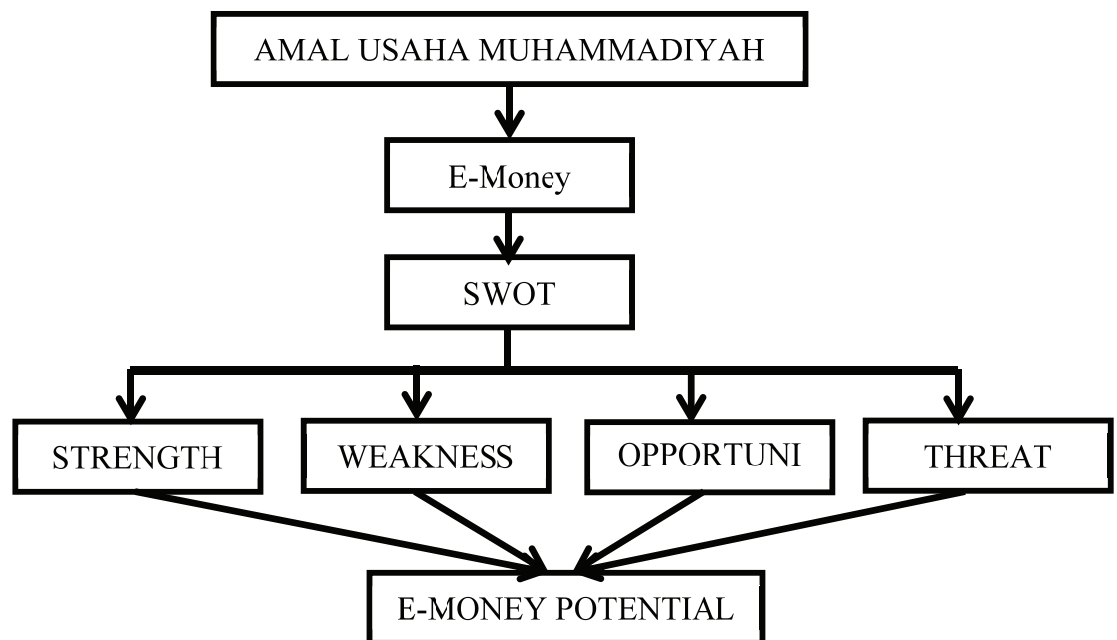 AMAL USAHA MUHAMMADIYAH
E-Money
SWOT
STRENGTH
WEAKNESS
OPPORTUNI
THREAT
E-MONEY POTENTIAL